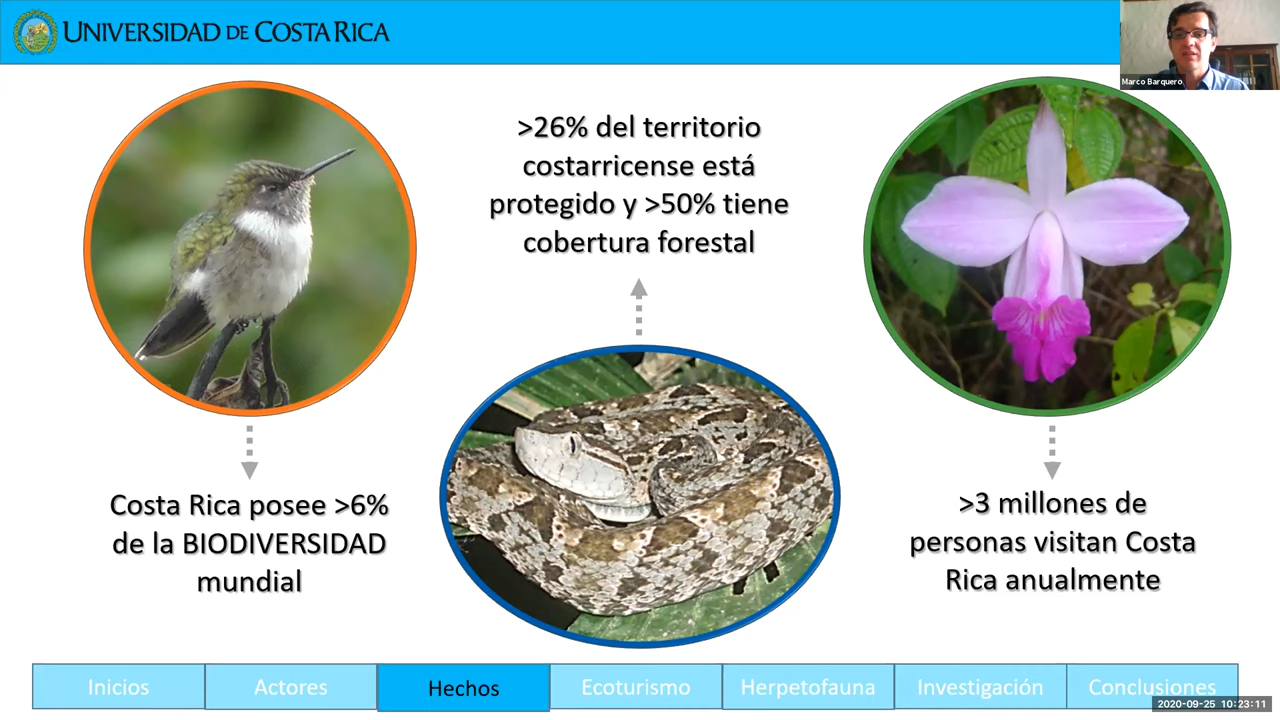 UNIVERSIDAD DE COSTA RICA
Marco Barquero
>26% del territorio
costarricense está
protegido y >50% tiene
cobertura forestal
Costa Rica posee >6%
de la BIODIVERSIDAD
mundial
>3 millones de
personas visitan Costa
Rica anualmente
Inicios
Actores
Hechos
Ecoturismo
Herpetofauna
Investigación
Conclusiones
2020-09-25 10:23:11